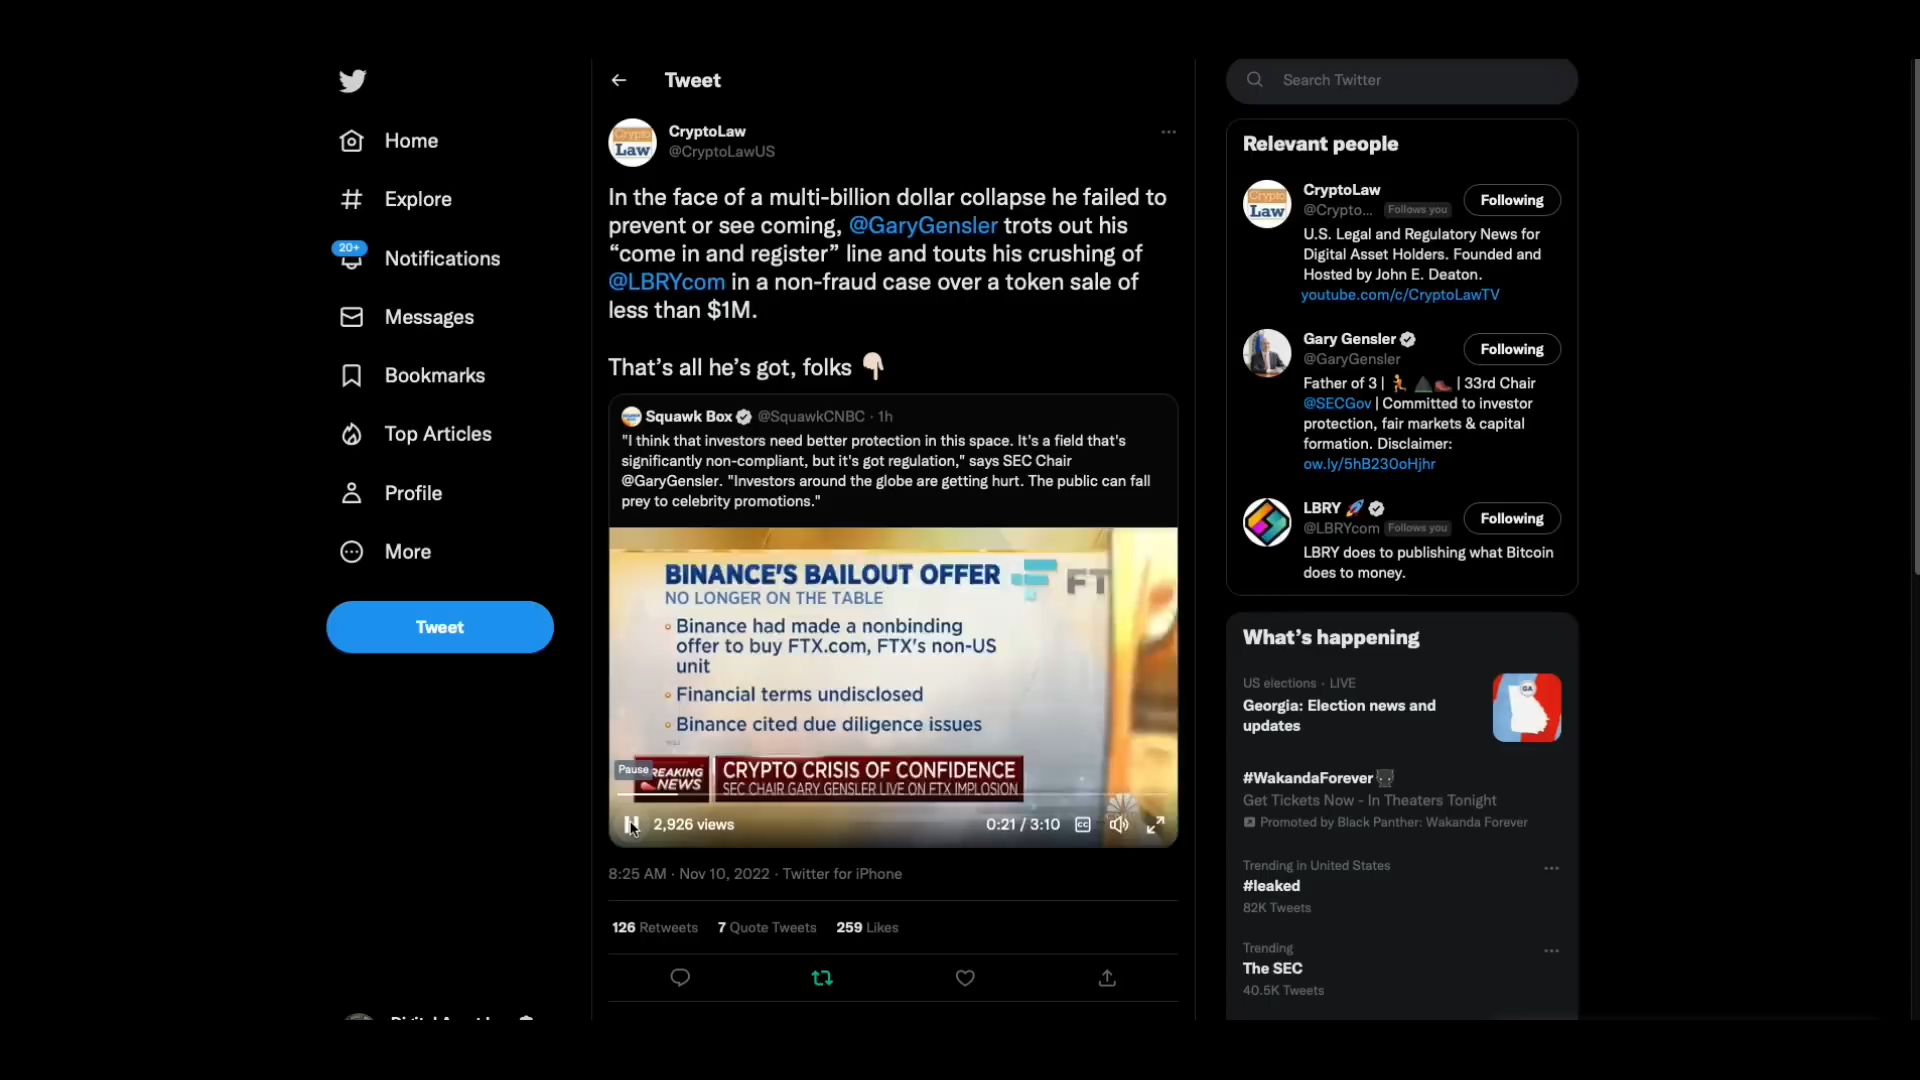 Home
Explore
20+
Notifications
Messages
Bookmarks
Top Articles
Profile
More
Tweet
Tweet
Crypto
Law
CryptoLaw
@CryptoLawUS
In the face of a multi-billion dollar collapse he failed to
prevent or see coming, @GaryGensler trots out his
“come in and register” line and touts his crushing of
@LBRYcom in a non-fraud case over a token sale of
less than $1M.
That’s all he’s got, folks 👇🏻
Squawk Box @SquawkCNBC · 1h
"I think that investors need better protection in this space. It's a field that's
significantly non-compliant, but it's got regulation," says SEC Chair
@GaryGensler. "Investors around the globe are getting hurt. The public can fall
prey to celebrity promotions."
BINANCE'S BAILOUT OFFER
FT
NO LONGER ON THE TABLE
Binance had made a nonbinding
offer to buy FTX.com, FTX's non-US
unit
Financial terms undisclosed
Binance cited due diligence issues
Pause
REAKING
NEWS
CRYPTO CRISIS OF CONFIDENCE
SEC CHAIR GARY GENSLER LIVE ON FTX IMPLOSION
2,926 views
0:21 / 3:10
CC
8:25 AM · Nov 10, 2022 · Twitter for iPhone
126 Retweets 7 Quote Tweets 259 Likes
Search Twitter
Relevant people
Crypto
Law
CryptoLaw
@Crypto... Follows you
Following
U.S. Legal and Regulatory News for
Digital Asset Holders. Founded and
Hosted by John E. Deaton.
youtube.com/c/CryptoLawTV
Gary Gensler
@GaryGensler
Following
Father of 3 | 🏃 ⛰🥾 | 33rd Chair
@SECGov | Committed to investor
protection, fair markets & capital
formation. Disclaimer:
ow.ly/5hB230oHjhr
LBRY 🚀
@LBRYcom Follows you
Following
LBRY does to publishing what Bitcoin
does to money.
What’s happening
US elections · LIVE
Georgia: Election news and
updates
GA
#WakandaForever
Get Tickets Now - In Theaters Tonight
Promoted by Black Panther: Wakanda Forever
Trending in United States
#leaked
82K Tweets
Trending
The SEC
40.5K Tweets